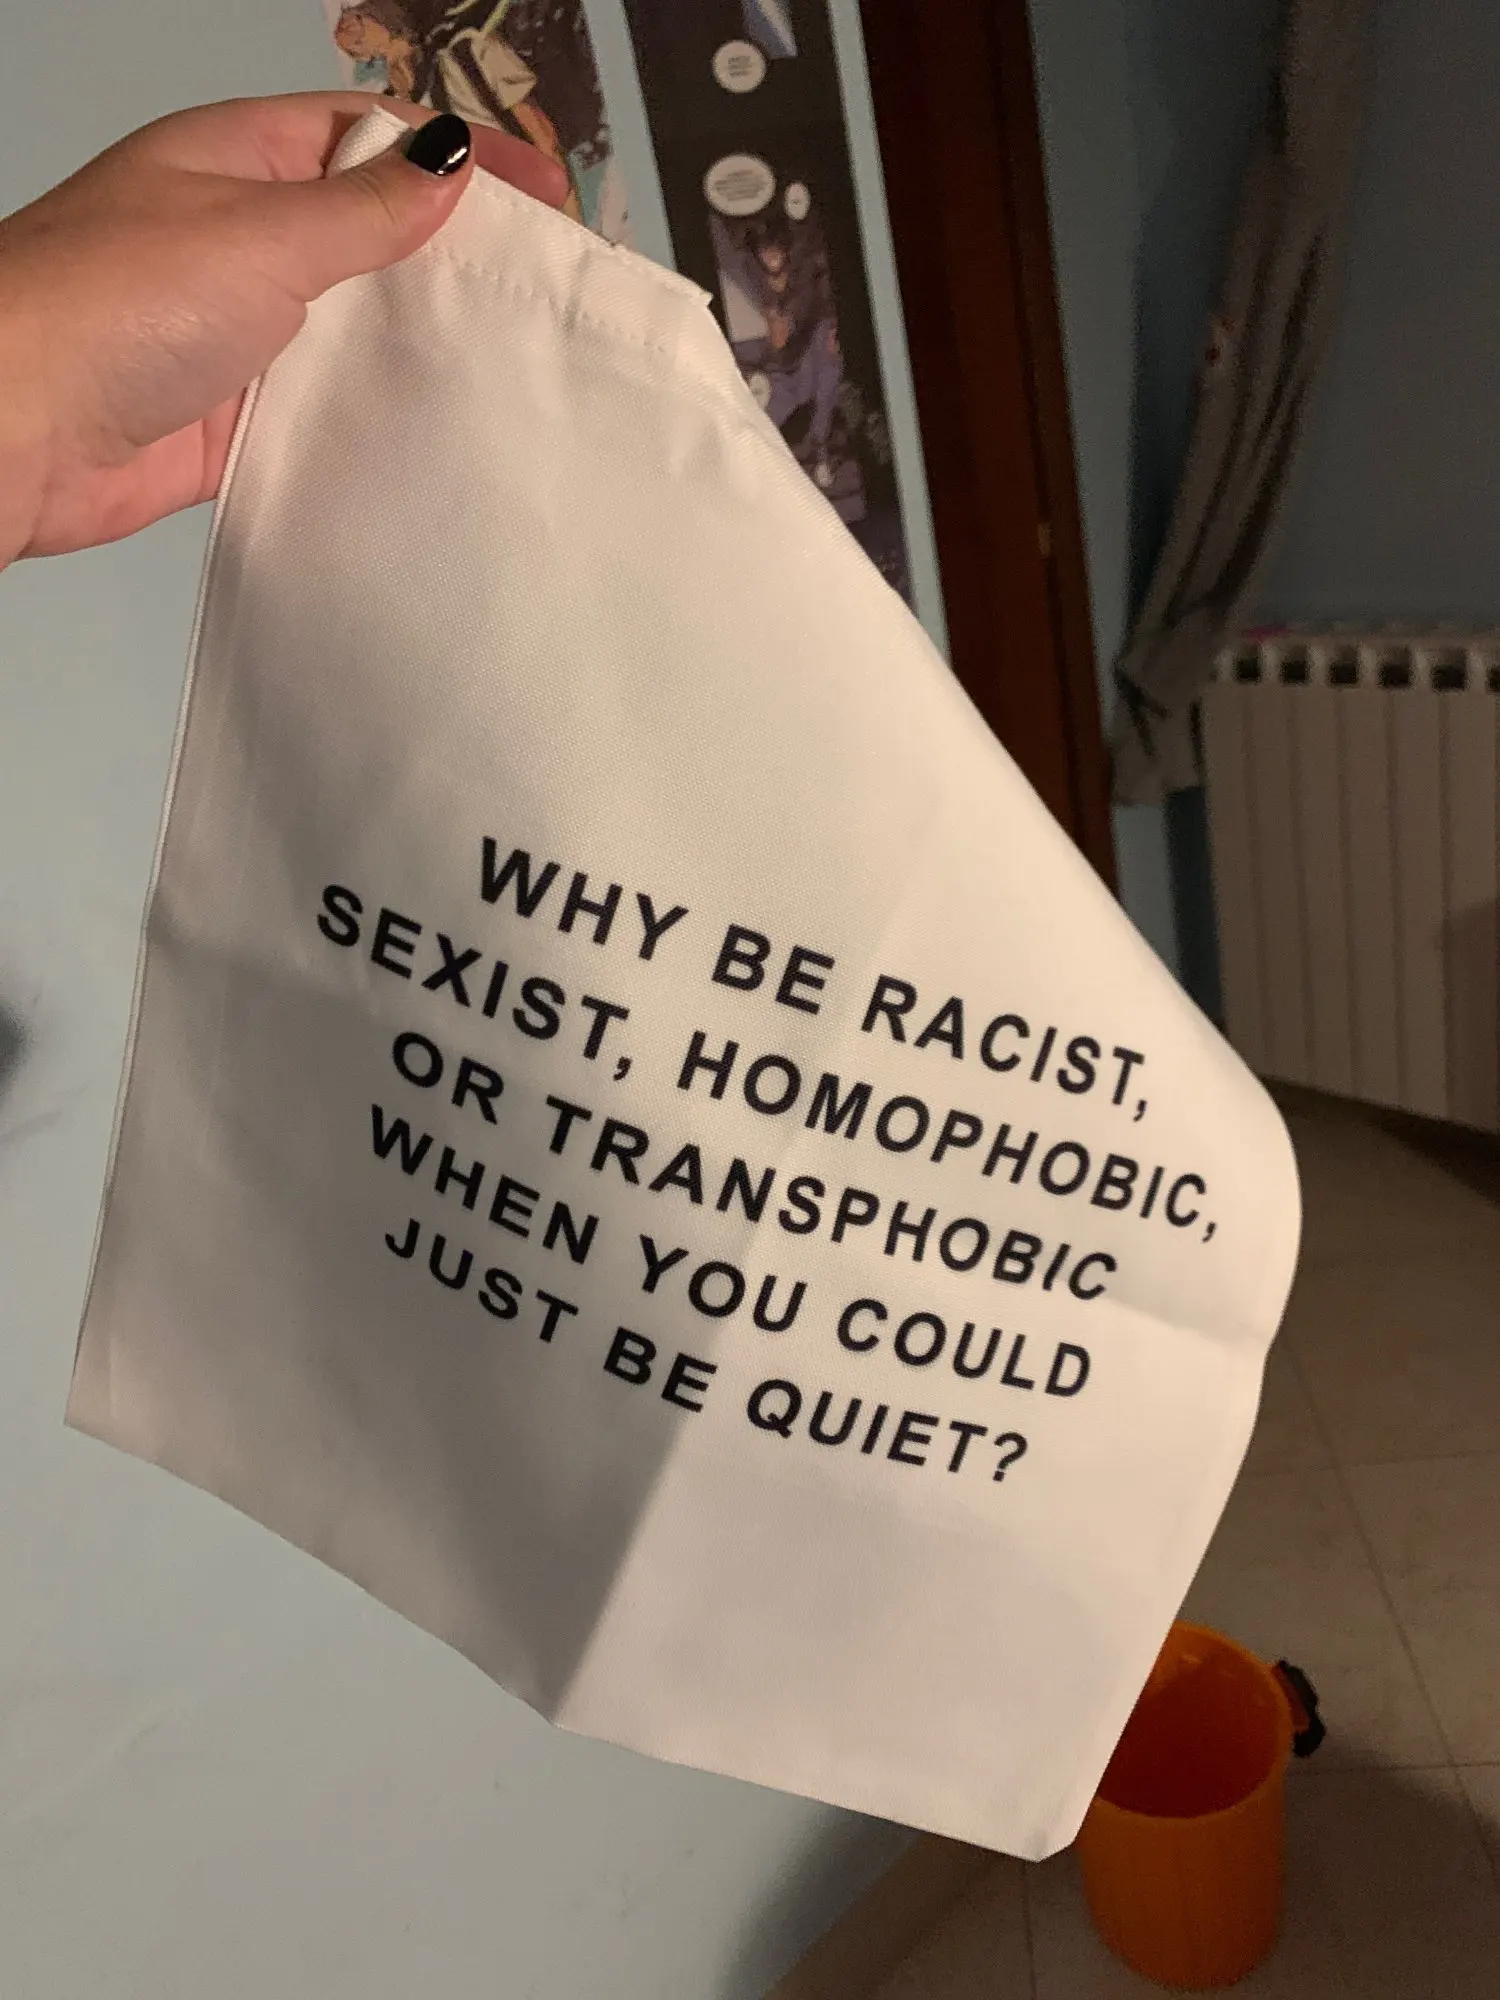 WHY BE RACIST,
SEXIST, HOMOPHOBIC,
OR TRANSPHOBIC
WHEN YOU COULD
JUST BE QUIET?